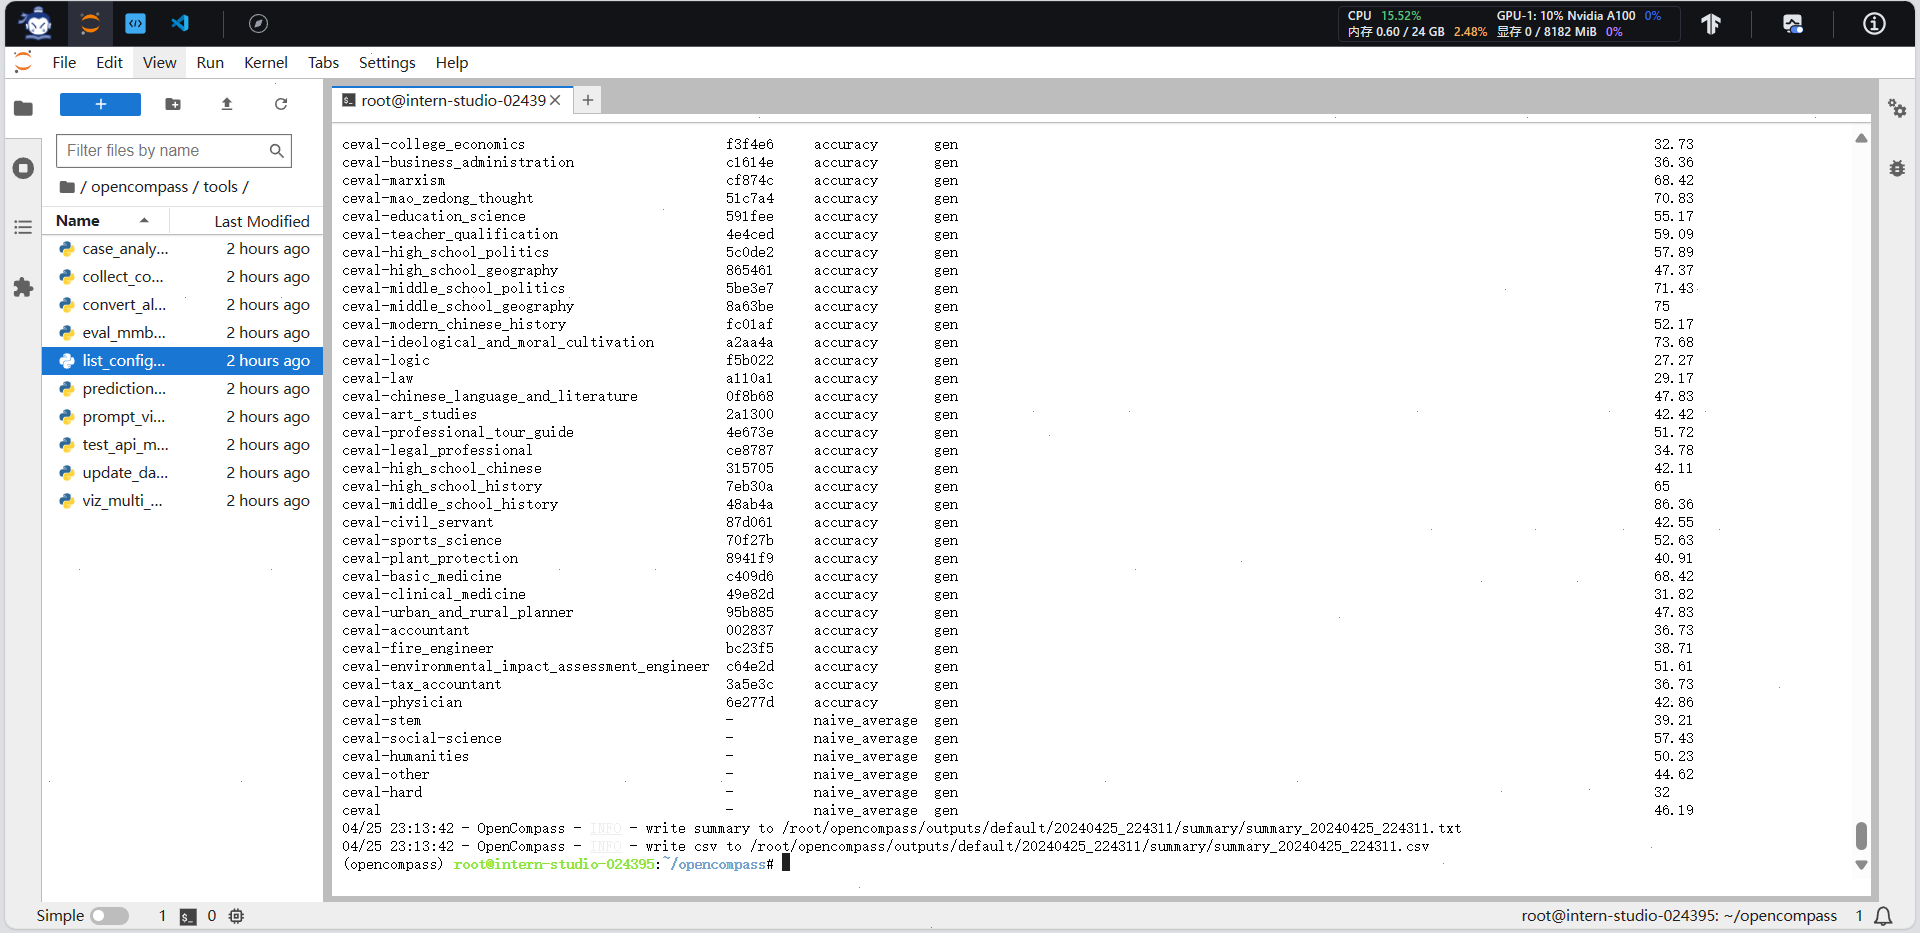 CPU 15.52% GPU-1: 10% Nvidia A100 0%
内存 0.60 / 24 GB 2.48% 显存 0 / 8182 MiB 0%
File Edit View Run Kernel Tabs Settings Help
root@intern-studio-02439
Filter files by name
/ opencompass / tools /
Name Last Modified
case_analy... 2 hours ago
collect_co... 2 hours ago
convert_al... 2 hours ago
eval_mmb... 2 hours ago
list_config... 2 hours ago
prediction... 2 hours ago
prompt_vi... 2 hours ago
test_api_m... 2 hours ago
update_da... 2 hours ago
viz_multi_... 2 hours ago
ceval-college_economics f3f4e6 accuracy gen 32.73
ceval-business_administration c1614e accuracy gen 36.36
ceval-marxism cf874c accuracy gen 68.42
ceval-mao_zedong_thought 51c7a4 accuracy gen 70.83
ceval-education_science 591fee accuracy gen 55.17
ceval-teacher_qualification 4e4ced accuracy gen 59.09
ceval-high_school_politics 5c0de2 accuracy gen 57.89
ceval-high_school_geography 865461 accuracy gen 47.37
ceval-middle_school_politics 5be3e7 accuracy gen 71.43
ceval-middle_school_geography 8a63be accuracy gen 75
ceval-modern_chinese_history fc01af accuracy gen 52.17
ceval-ideological_and_moral_cultivation a2aa4a accuracy gen 73.68
ceval-logic f5b022 accuracy gen 27.27
ceval-law a110a1 accuracy gen 29.17
ceval-chinese_language_and_literature 0f8b68 accuracy gen 47.83
ceval-art_studies 2a1300 accuracy gen 42.42
ceval-professional_tour_guide 4e673e accuracy gen 51.72
ceval-legal_professional ce8787 accuracy gen 34.78
ceval-high_school_chinese 315705 accuracy gen 42.11
ceval-high_school_history 7eb30a accuracy gen 65
ceval-middle_school_history 48ab4a accuracy gen 86.36
ceval-civil_servant 87d061 accuracy gen 42.55
ceval-sports_science 70f27b accuracy gen 52.63
ceval-plant_protection 8941f9 accuracy gen 40.91
ceval-basic_medicine c409d6 accuracy gen 68.42
ceval-clinical_medicine 49e82d accuracy gen 31.82
ceval-urban_and_rural_planner 95b885 accuracy gen 47.83
ceval-accountant 002837 accuracy gen 36.73
ceval-fire_engineer bc23f5 accuracy gen 38.71
ceval-environmental_impact_assessment_engineer c64e2d accuracy gen 51.61
ceval-tax_accountant 3a5e3c accuracy gen 36.73
ceval-physician 6e277d accuracy gen 42.86
ceval-stem - naive_average gen 39.21
ceval-social-science - naive_average gen 57.43
ceval-humanities - naive_average gen 50.23
ceval-other - naive_average gen 44.62
ceval-hard - naive_average gen 32
ceval - naive_average gen 46.19
04/25 23:13:42 - OpenCompass - INFO - write summary to /root/opencompass/outputs/default/20240425_224311/summary/summary_20240425_224311.txt
04/25 23:13:42 - OpenCompass - INFO - write csv to /root/opencompass/outputs/default/20240425_224311/summary/summary_20240425_224311.csv
(opencompass) root@intern-studio-024395:~/opencompass#
Simple 1 0 root@intern-studio-024395: ~/opencompass 1